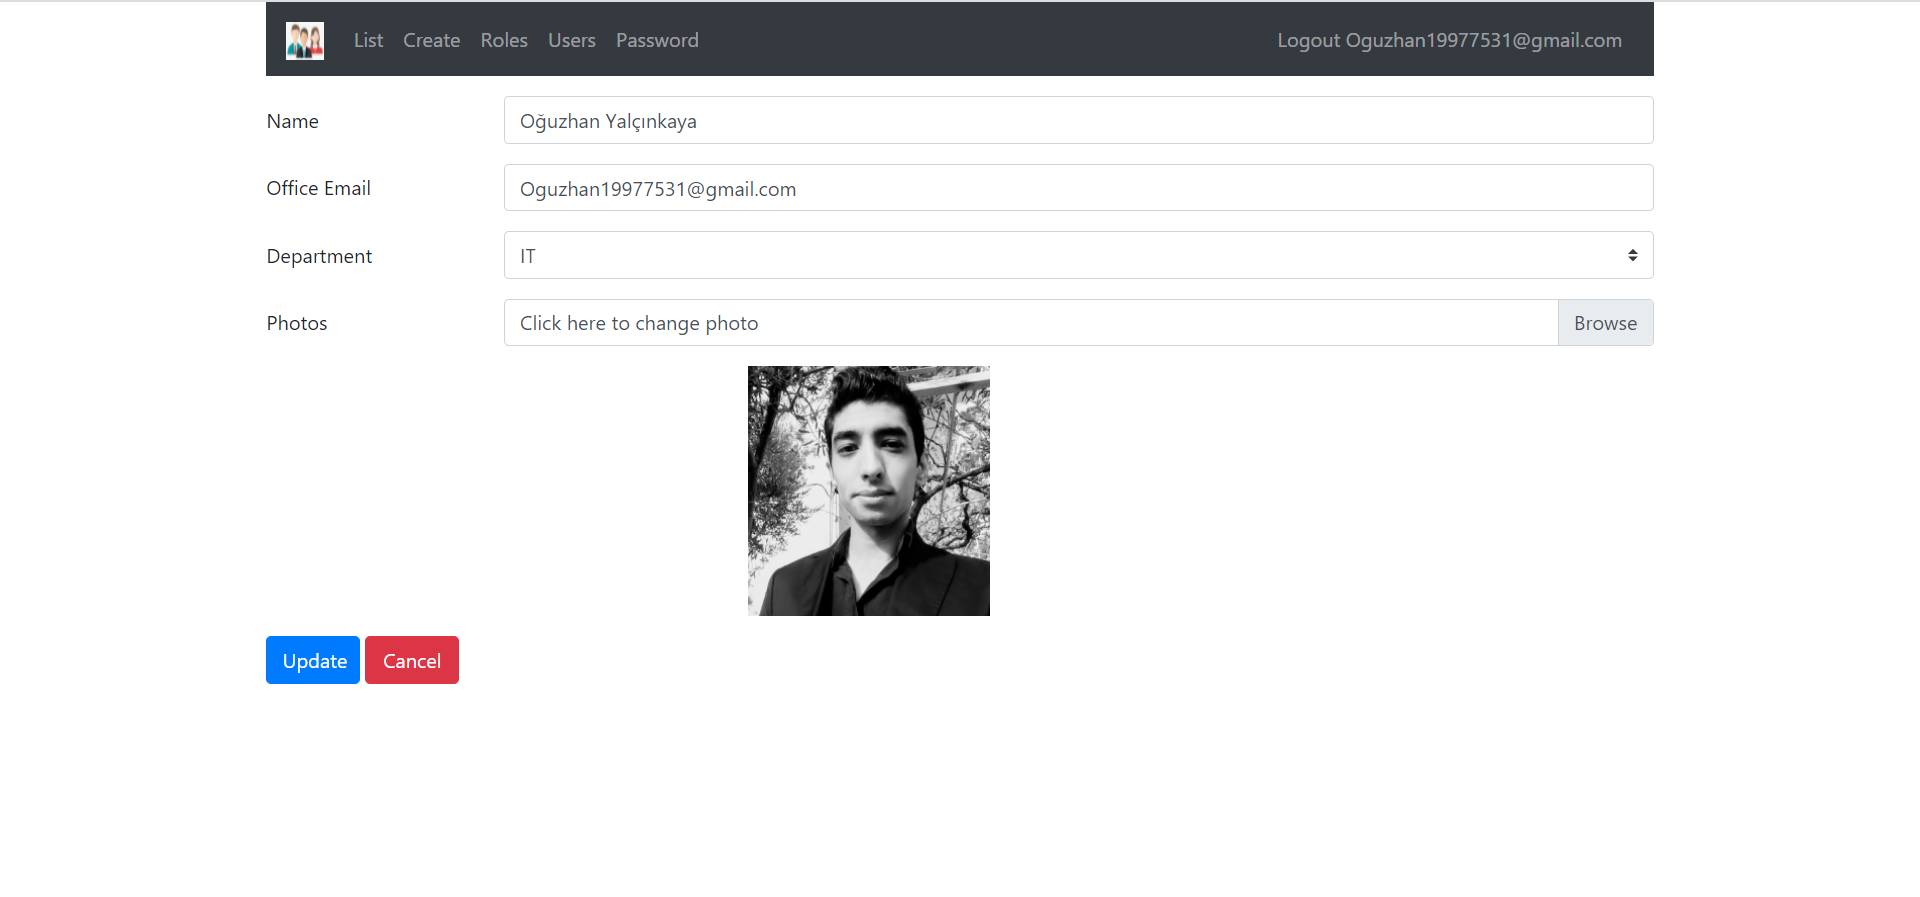 List Create Roles Users Password Logout Oguzhan19977531@gmail.com
Name Oğuzhan Yalçınkaya
Office Email Oguzhan19977531@gmail.com
Department IT
Photos Click here to change photo Browse
Update Cancel